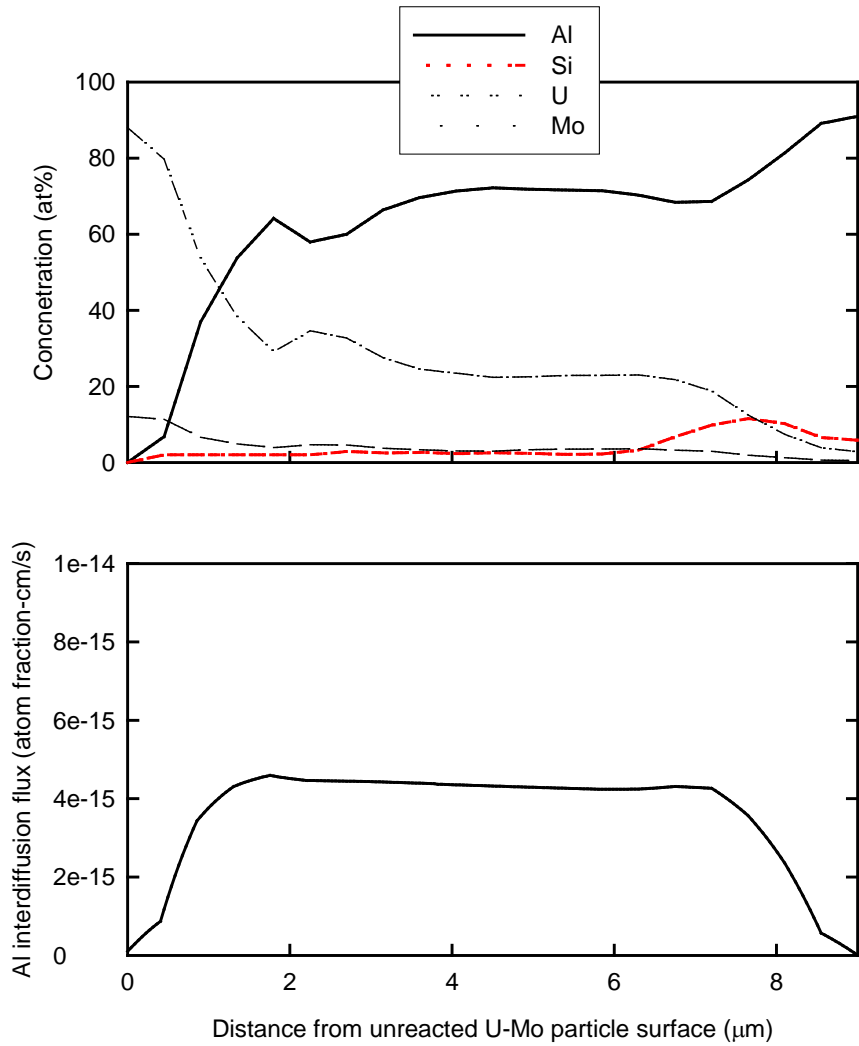 Al
Si
U
Mo
100
80
60
40
20
0
Concnetration (at%)
1e-14
8e-15
6e-15
4e-15
2e-15
0
Al interdiffusion flux (atom fraction-cm/s)
0 2 4 6 8
Distance from unreacted U-Mo particle surface (μm)